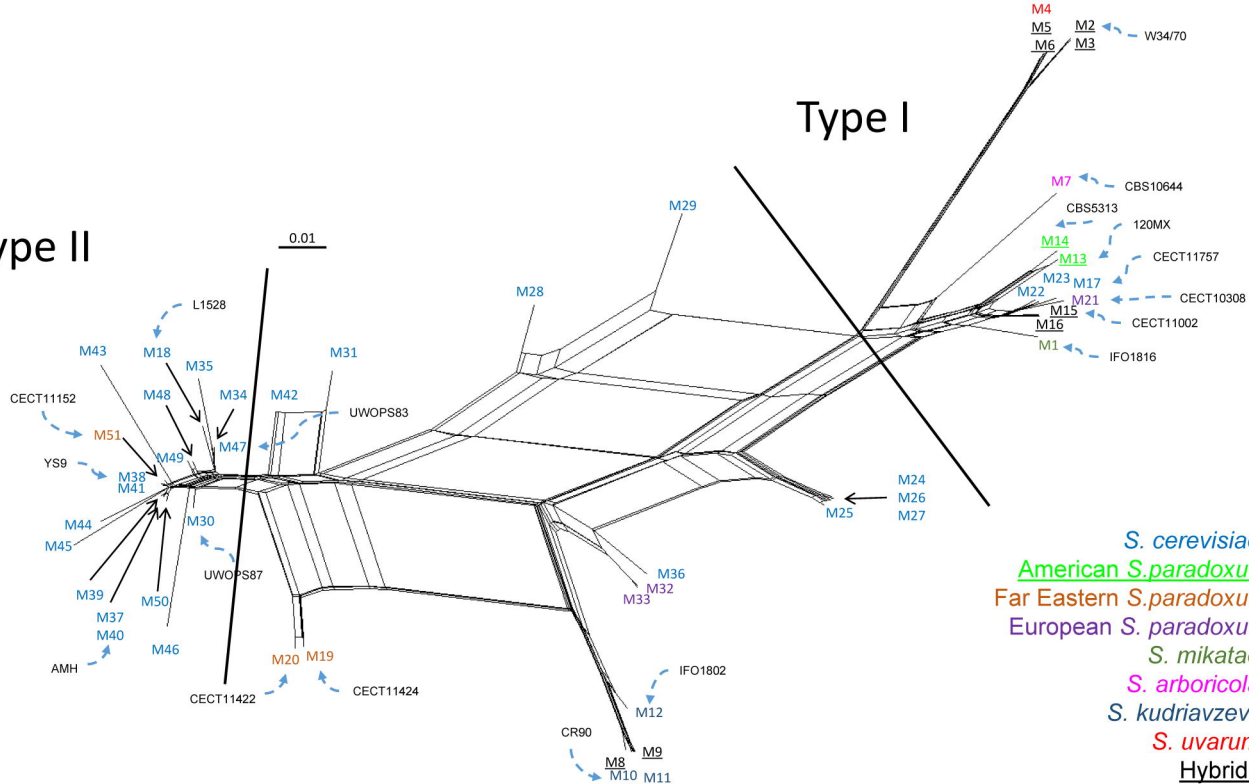 M4
M5 M2
M6 M3
W34/70
Type I
M7
CBS10644
CBS5313
M29
120MX
ype II
0.01
M14
M13
CECT11757
M23 M17
M28
M22 M21
CECT10308
L1528
M15
M16
CECT11002
M1
IFO1816
M43 M18 M31
M35
M48 M34 M42
CECT11152
UWOPS83
M51 M47
YS9 M49
M38
M41
M24
M26
M25 M27
M44 M30
M45
S. cerevisiae
UWOPS87
M36
American S.paradoxu
M39 M50 M32
M33
Far Eastern S.paradoxu
M37
M40
European S. paradoxu
M46
M20 M19
S. mikatae
AMH
IFO1802
CECT11422 CECT11424
S. arboricola
M12
S. kudriavzev
CR90
S. uvarum
M8 M9
M10 M11
Hybrid